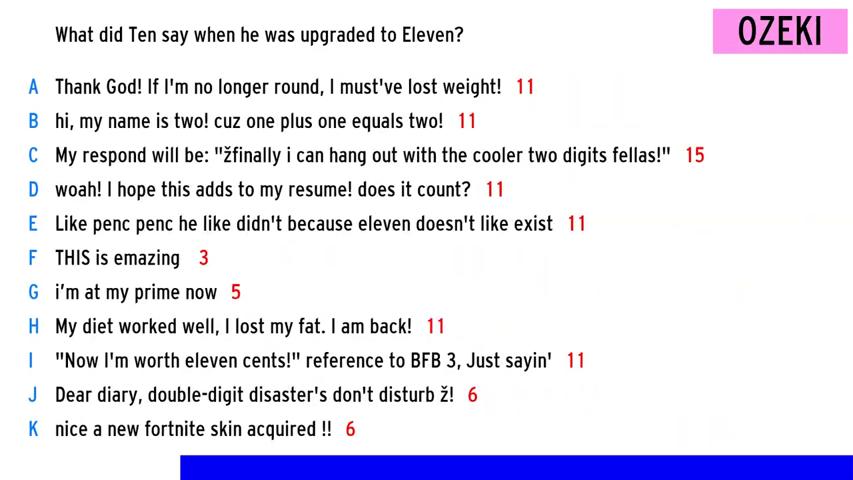 What did Ten say when he was upgraded to Eleven?
OZEKI
A Thank God! If I'm no longer round, I must've lost weight! 11
B hi, my name is two! cuz one plus one equals two! 11
C My respond will be: "žfinally i can hang out with the cooler two digits fellas!" 15
D woah! I hope this adds to my resume! does it count? 11
E Like penc penc he like didn't because eleven doesn't like exist 11
F THIS is emazing 3
G i'm at my prime now 5
H My diet worked well, I lost my fat. I am back! 11
I "Now I'm worth eleven cents!" reference to BFB 3, Just sayin' 11
J Dear diary, double-digit disaster's don't disturb ž! 6
K nice a new fortnite skin acquired !! 6